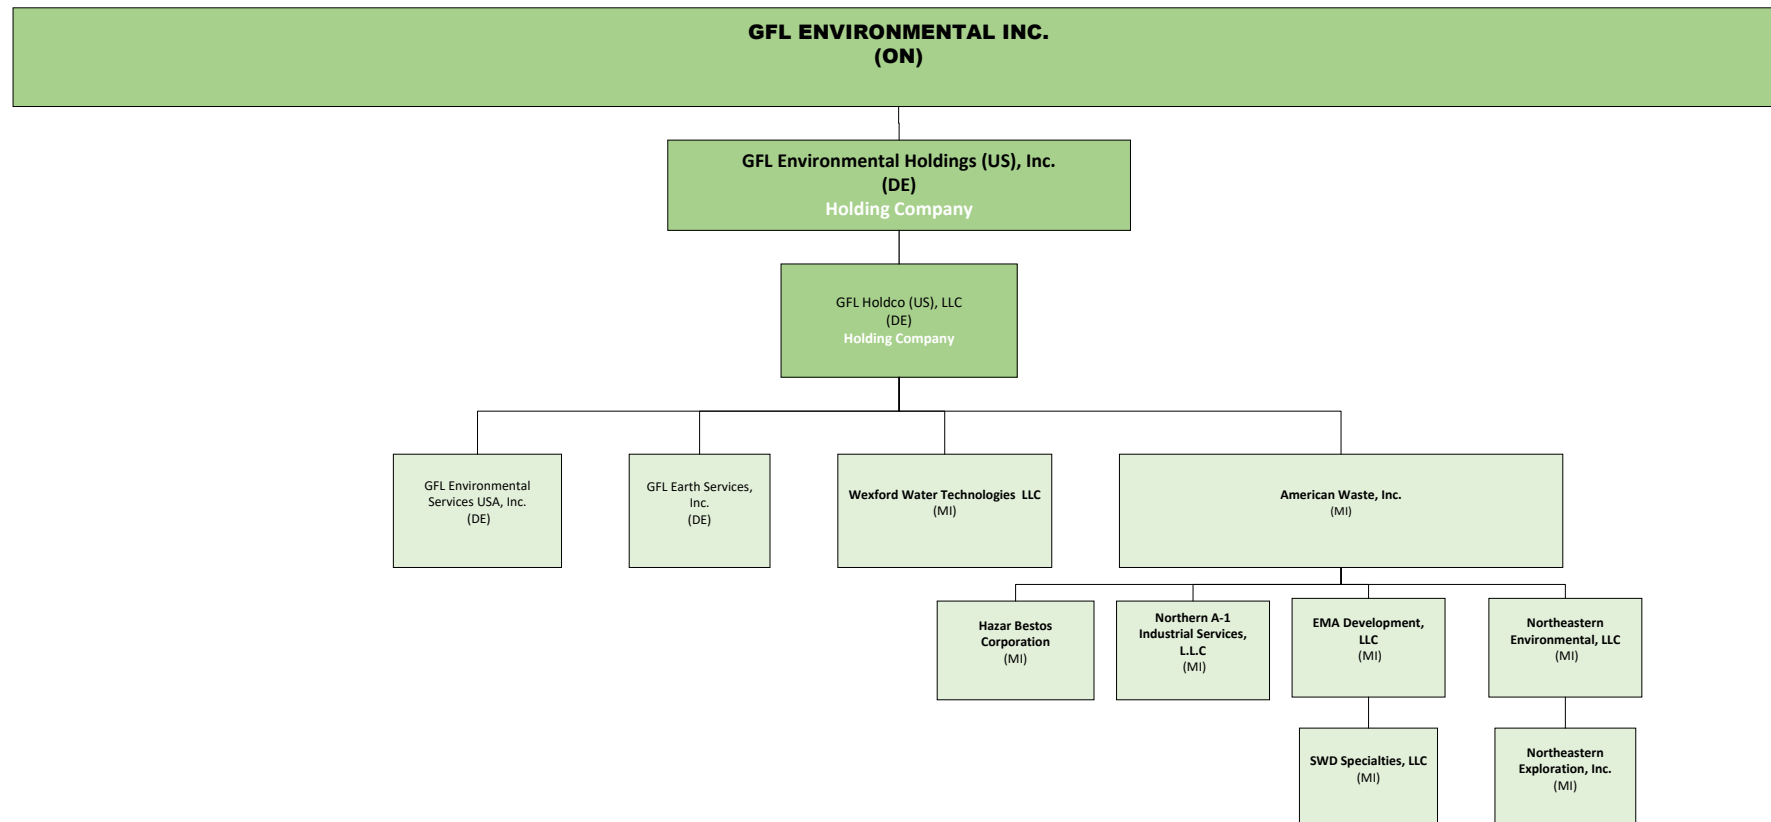 GFL ENVIRONMENTAL INC.
(ON)
GFL Environmental Holdings (US), Inc.
(DE)
Holding Company
GFL Holdco (US), LLC
(DE)
Holding Company
GFL Environmental
Services USA, Inc.
(DE)
GFL Earth Services,
Inc.
(DE)
Wexford Water Technologies LLC
(MI)
American Waste, Inc.
(MI)
Hazar Bestos
Corporation
(MI)
Northern A-1
Industrial Services,
L.L.C
(MI)
EMA Development,
LLC
(MI)
Northeastern
Environmental, LLC
(MI)
SWD Specialties, LLC
(MI)
Northeastern
Exploration, Inc.
(MI)